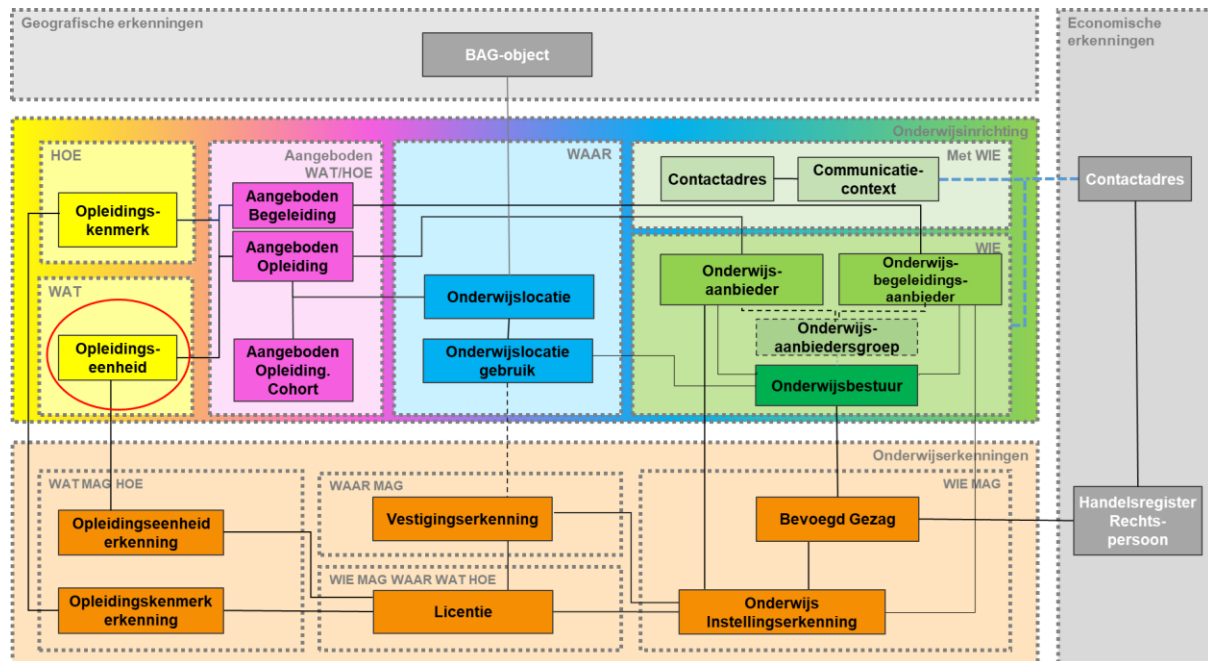 Geografische erkenningen
BAG-object
Economische
erkenningen
Onderwijsinrichting
HOE
Aangeboden
WAT/HOE
WAAR
Met WIE
Opleidings-
kenmerk
Aangeboden
Begeleiding
Aangeboden
Opleiding
Contactadres
Communicatie-
context
Contactadres
WIE
WAT
Opleidings-
eenheid
Aangeboden
Opleiding.
Cohort
Onderwijslocatie
Onderwijslocatie
gebruik
Onderwijs-
aanbieder
Onderwijs-
begeleidings-
aanbieder
Onderwijs-
aanbiedersgroep
Onderwijsbestuur
Onderwijserkenningen
WAT MAG HOE
WAAR MAG
WIE MAG
Opleidingseenheid
erkenning
Vestigingserkenning
Bevoegd Gezag
Handelsregister
Rechts-
persoon
WIE MAG WAAR WAT HOE
Opleidingskenmerk
erkenning
Licentie
Onderwijs
Instellingserkenning